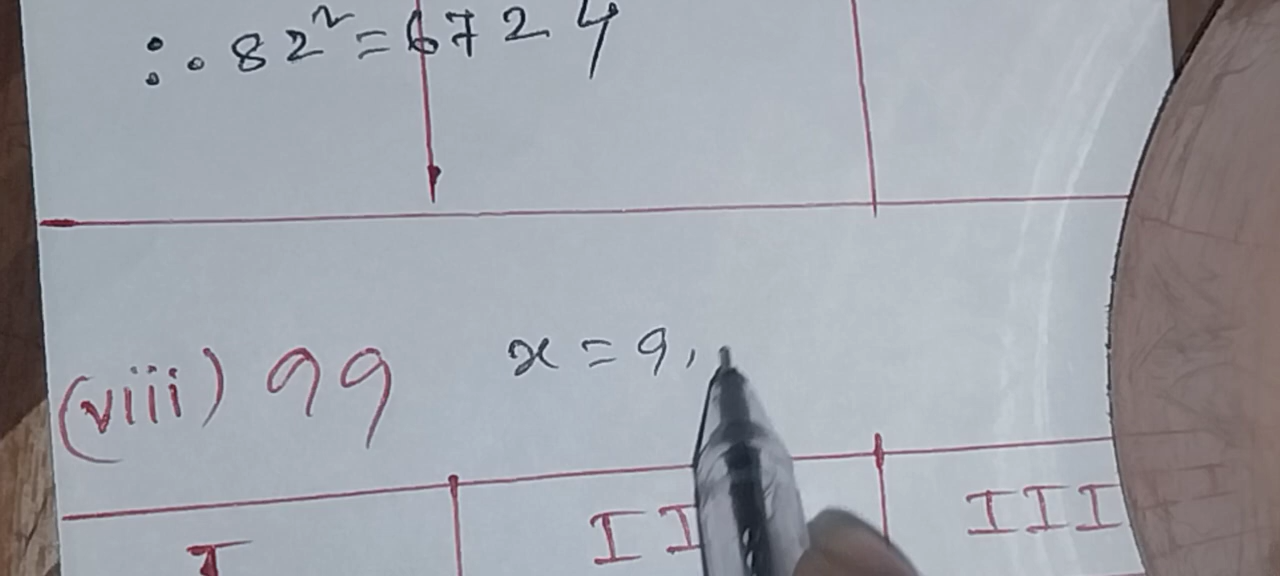 ∴ 82² = 6724
(viii) 99 x = 9,
I II III